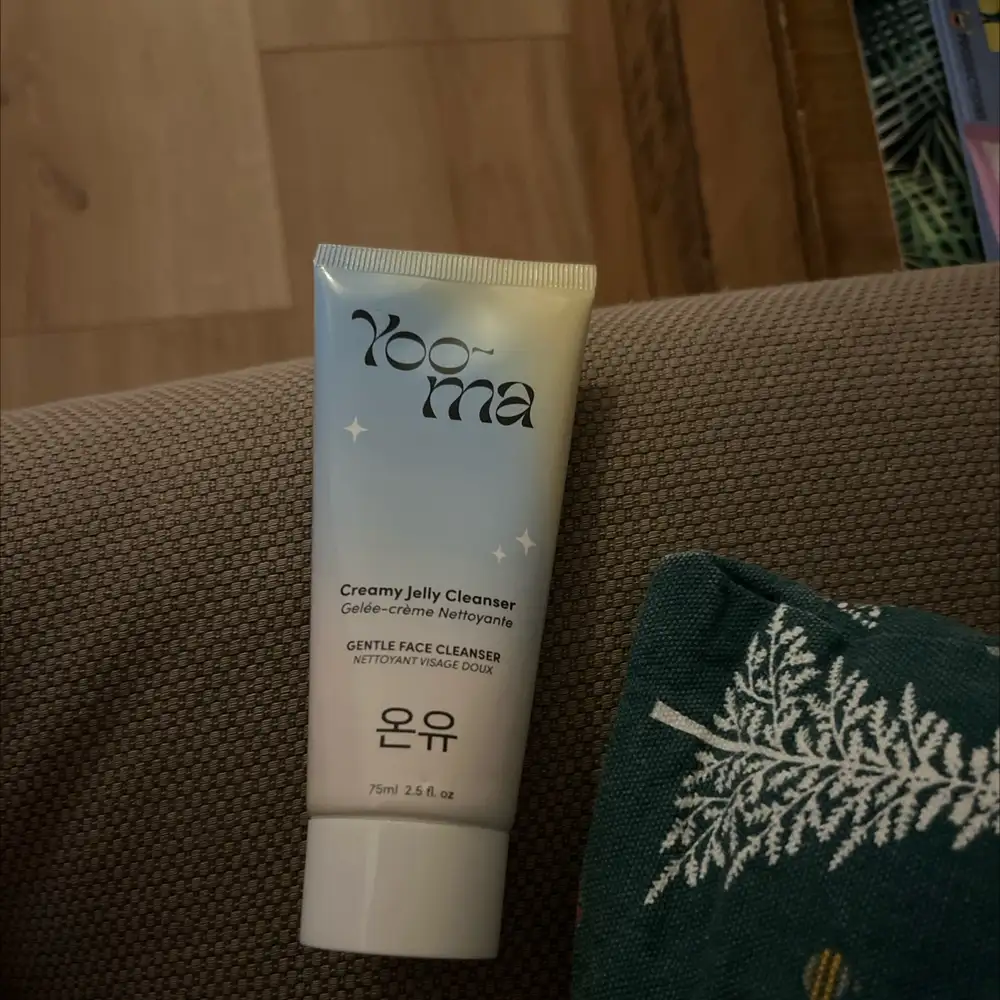 Yoo-
ma
Creamy Jelly Cleanser
Gelée-crème Nettoyante
GENTLE FACE CLEANSER
NETTOYANT VISAGE DOUX
온유
75ml 2.5 fl. oz